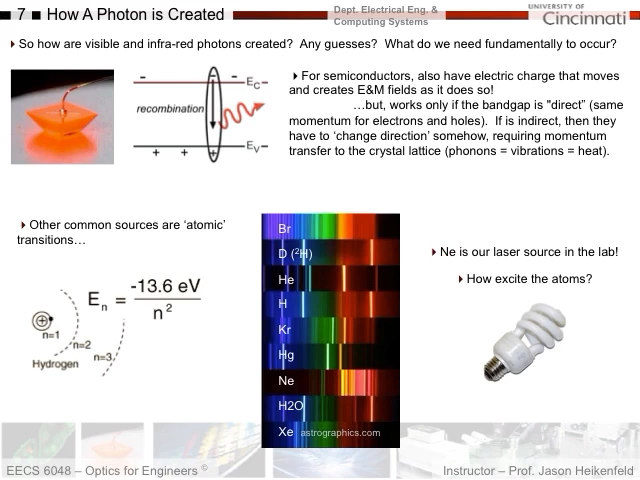 7 ■ How A Photon is Created
Dept. Electrical Eng. &
Computing Systems
UNIVERSITY OF
Cincinnati
So how are visible and infra-red photons created? Any guesses? What do we need fundamentally to occur?
For semiconductors, also have electric charge that moves
and creates E&M fields as it does so!
…but, works only if the bandgap is "direct" (same
momentum for electrons and holes). If is indirect, then they
have to ‘change direction’ somehow, requiring momentum
transfer to the crystal lattice (phonons = vibrations = heat).
- - - E_C
recombination
+ + + E_V
Other common sources are ‘atomic’
transitions…
E_n = -13.6 eV / n²
n=1
n=2
n=3
Hydrogen
Br
D (²H)
He
H
Kr
Hg
Ne
H2O
Xe astrographics.com
Ne is our laser source in the lab!
How excite the atoms?
EECS 6048 – Optics for Engineers ©
Instructor – Prof. Jason Heikenfeld